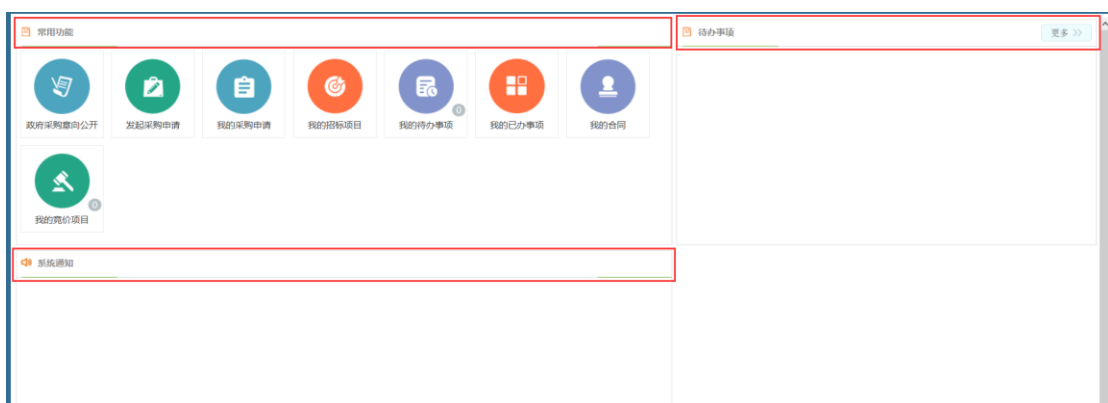 常用功能
待办事项
更多 >>
政府采购意向公开
发起采购申请
我的采购申请
我的招标项目
0
我的待办事项
我的已办事项
我的合同
0
我的竞价项目
系统通知